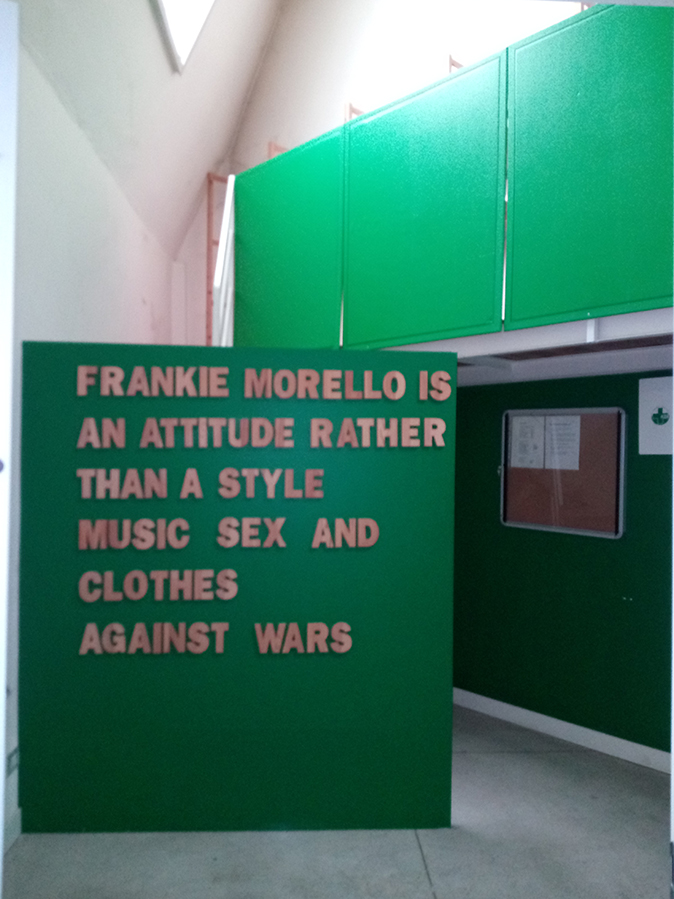 FRANKIE MORELLO IS
AN ATTITUDE RATHER
THAN A STYLE
MUSIC SEX AND
CLOTHES
AGAINST WARS